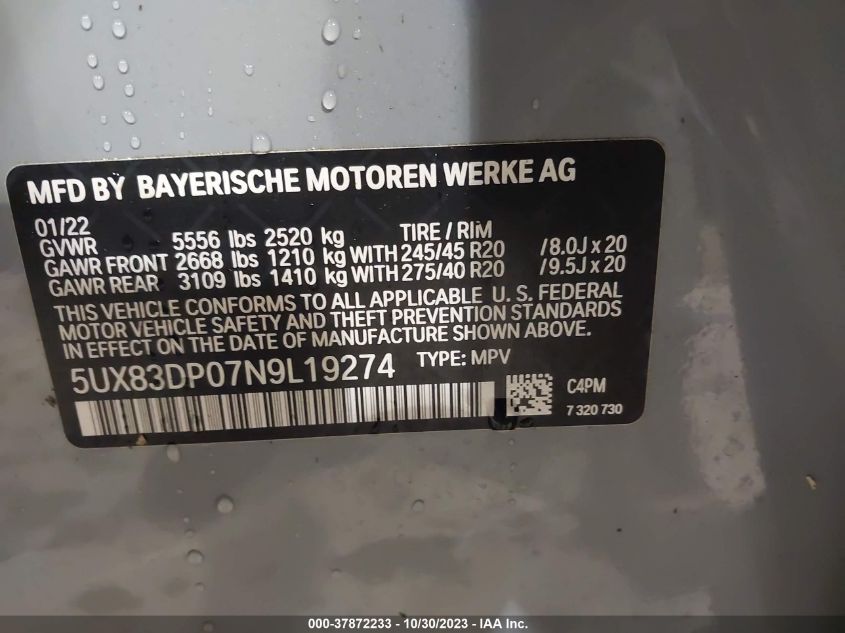 MFD BY BAYERISCHE MOTOREN WERKE AG
01/22 TIRE / RIM
GVWR 5556 lbs 2520 kg
GAWR FRONT 2668 lbs 1210 kg WITH 245/45 R20 /8.0J x 20
GAWR REAR 3109 lbs 1410 kg WITH 275/40 R20 /9.5J x 20
THIS VEHICLE CONFORMS TO ALL APPLICABLE U. S. FEDERAL
MOTOR VEHICLE SAFETY AND THEFT PREVENTION STANDARDS
IN EFFECT ON THE DATE OF MANUFACTURE SHOWN ABOVE.
5UX83DP07N9L19274 TYPE: MPV
C4PM
7 320 730
000-37872233 - 10/30/2023 - IAA Inc.